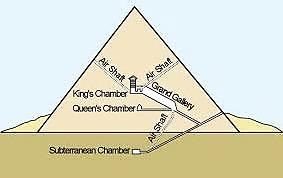 Air Shaft
Air Shaft
King's Chamber
Grand Gallery
Queen's Chamber
Air Shaft
Subterranean Chamber